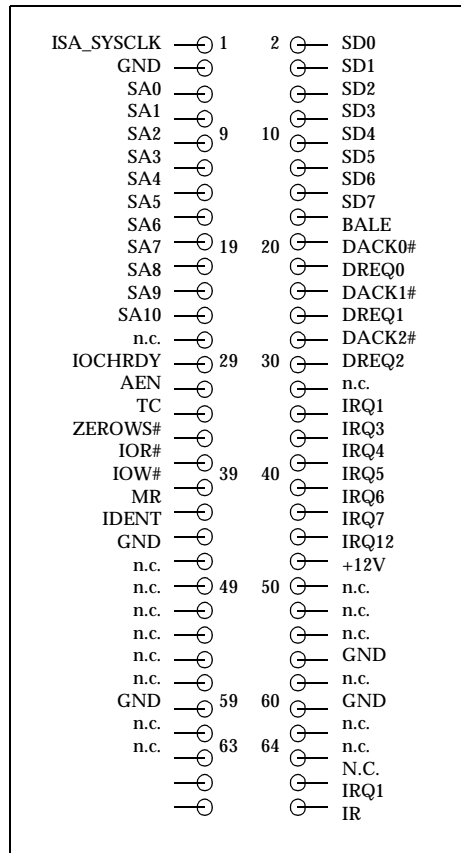 ISA_SYSCLK 1 2 SD0
GND SD1
SA0 SD2
SA1 SD3
SA2 9 10 SD4
SA3 SD5
SA4 SD6
SA5 SD7
SA6 BALE
SA7 19 20 DACK0#
SA8 DREQ0
SA9 DACK1#
SA10 DREQ1
n.c. DACK2#
IOCHRDY 29 30 DREQ2
AEN n.c.
TC IRQ1
ZEROWS# IRQ3
IOR# IRQ4
IOW# 39 40 IRQ5
MR IRQ6
IDENT IRQ7
GND IRQ12
n.c. +12V
n.c. 49 50 n.c.
n.c. n.c.
n.c. n.c.
n.c. GND
n.c. n.c.
GND 59 60 GND
n.c. n.c.
n.c. 63 64 n.c.
N.C.
IRQ1
IR